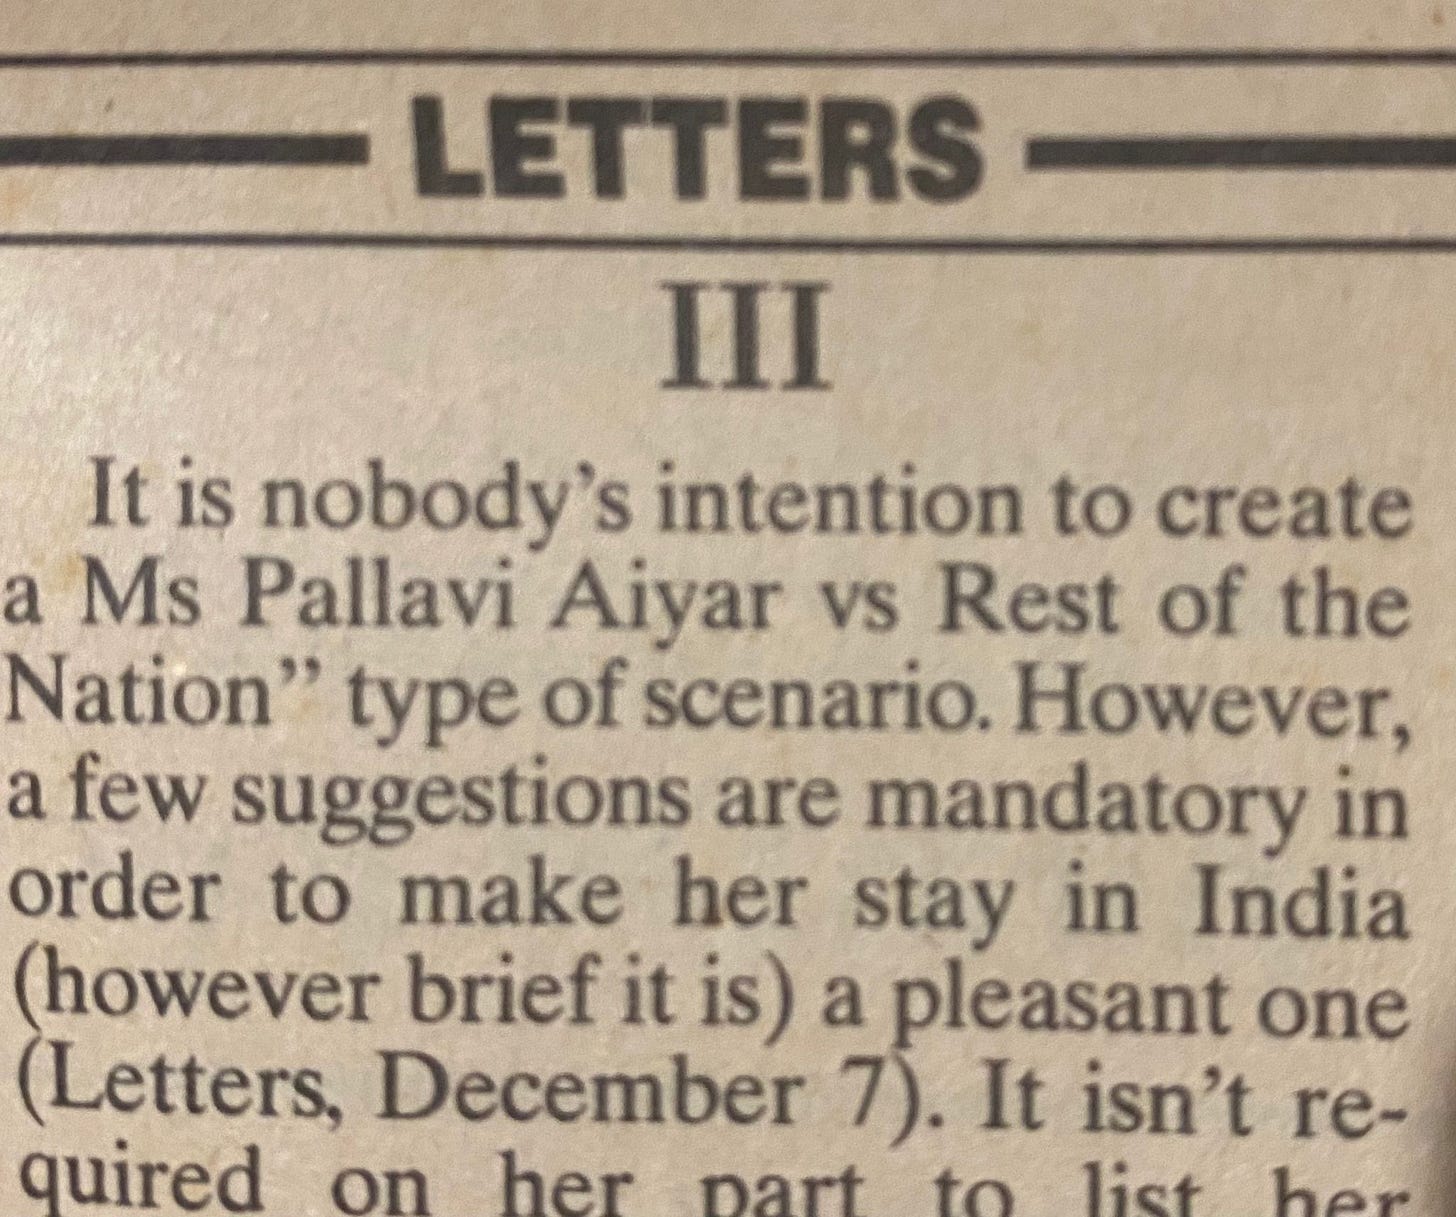 LETTERS
III
It is nobody's intention to create
a Ms Pallavi Aiyar vs Rest of the
Nation” type of scenario. However,
a few suggestions are mandatory in
order to make her stay in India
(however brief it is) a pleasant one
(Letters, December 7). It isn't re-
quired on her part to list her